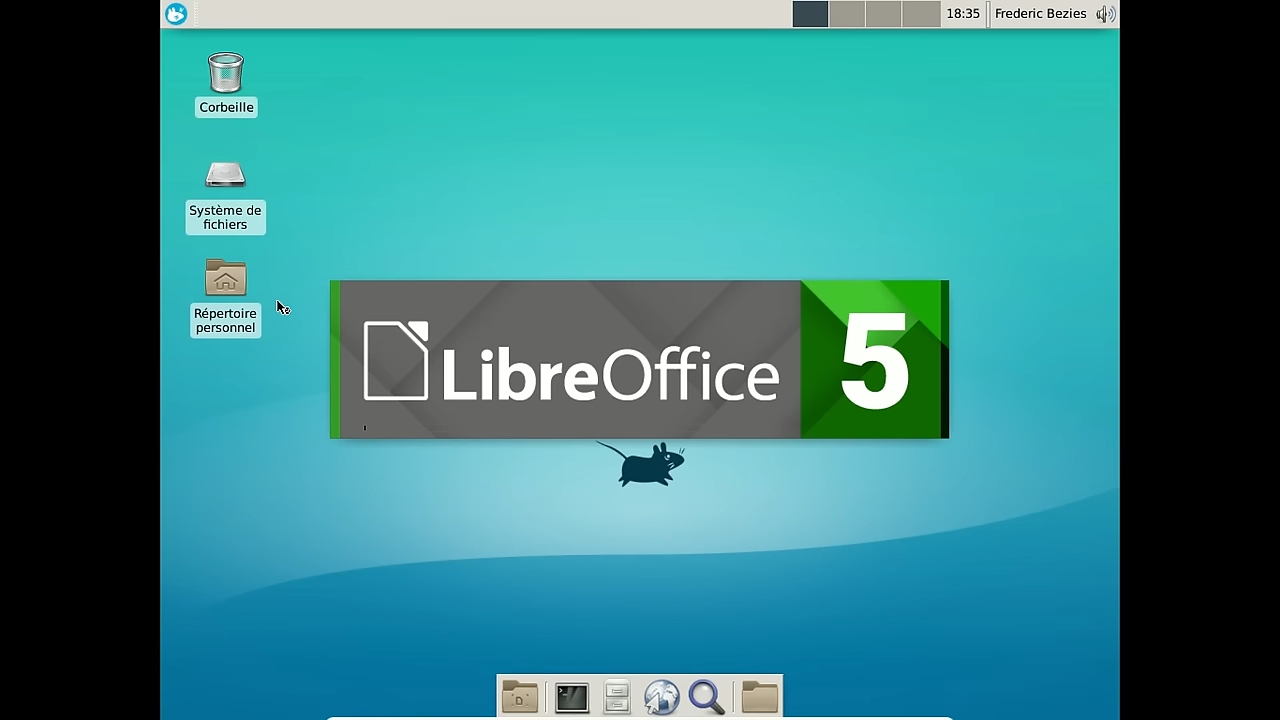 18:35
Frederic Bezies
Corbeille
Système de
fichiers
Répertoire
personnel
LibreOffice
5